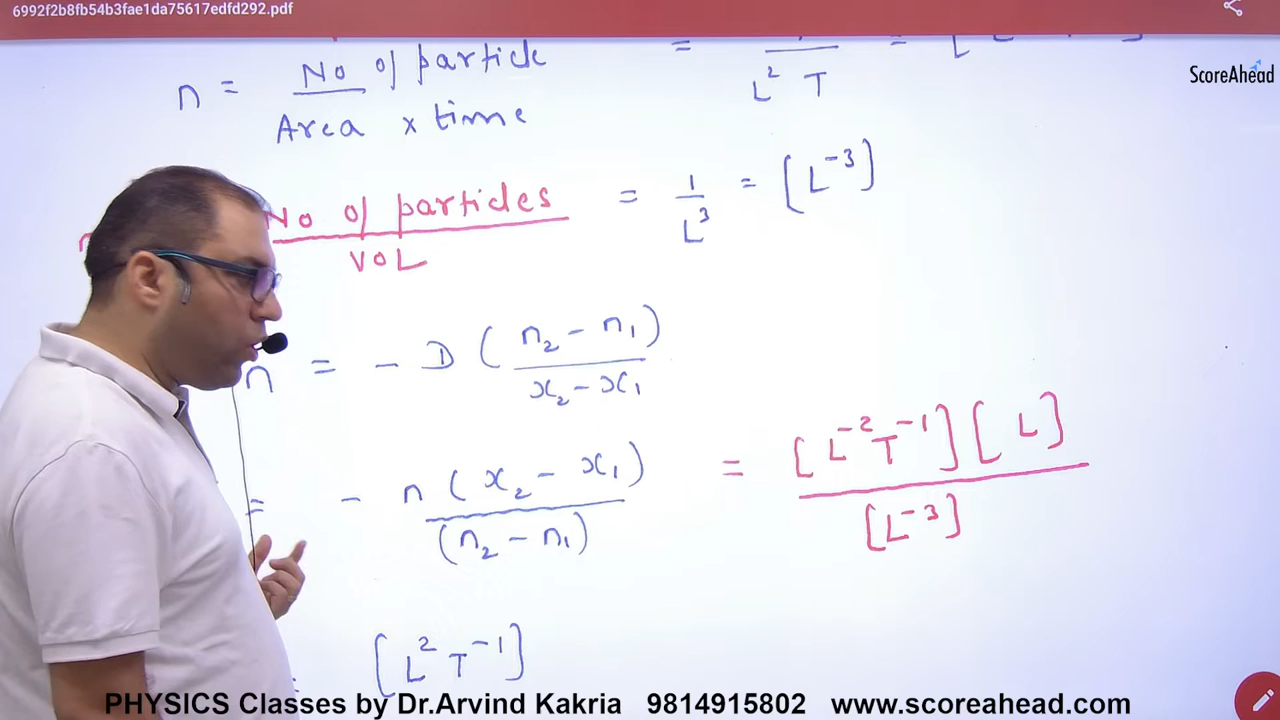 6992f2b8fb54b3fae1da75617edfd292.pdf
ScoreAhead
n = No of particle / Area x time = / L² T = [L
No of particles / VOL = 1 / L³ = [L⁻³]
n = - D (n₂ - n₁) / x₂ - x₁
= - n (x₂ - x₁) / (n₂ - n₁) = [L⁻² T⁻¹] [L] / [L⁻³]
[L² T⁻¹]
PHYSICS Classes by Dr.Arvind Kakria 9814915802 www.scoreahead.com